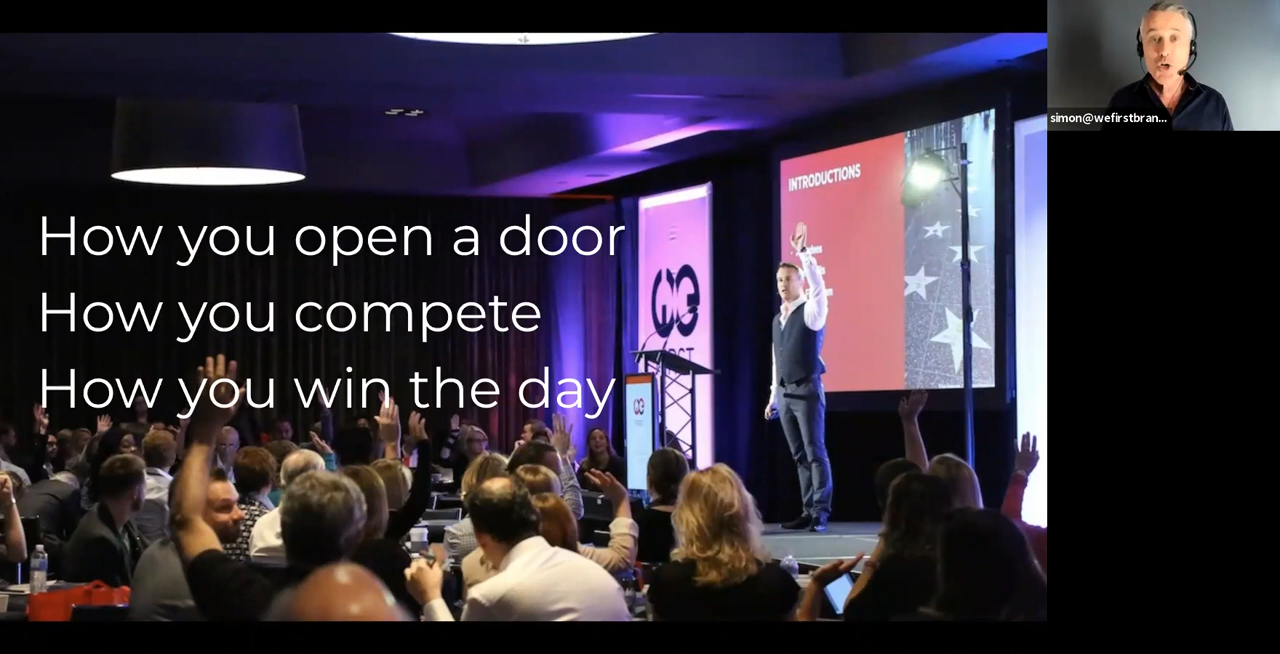 How you open a door
How you compete
How you win the day
INTRODUCTIONS
simon@wefirstbran...